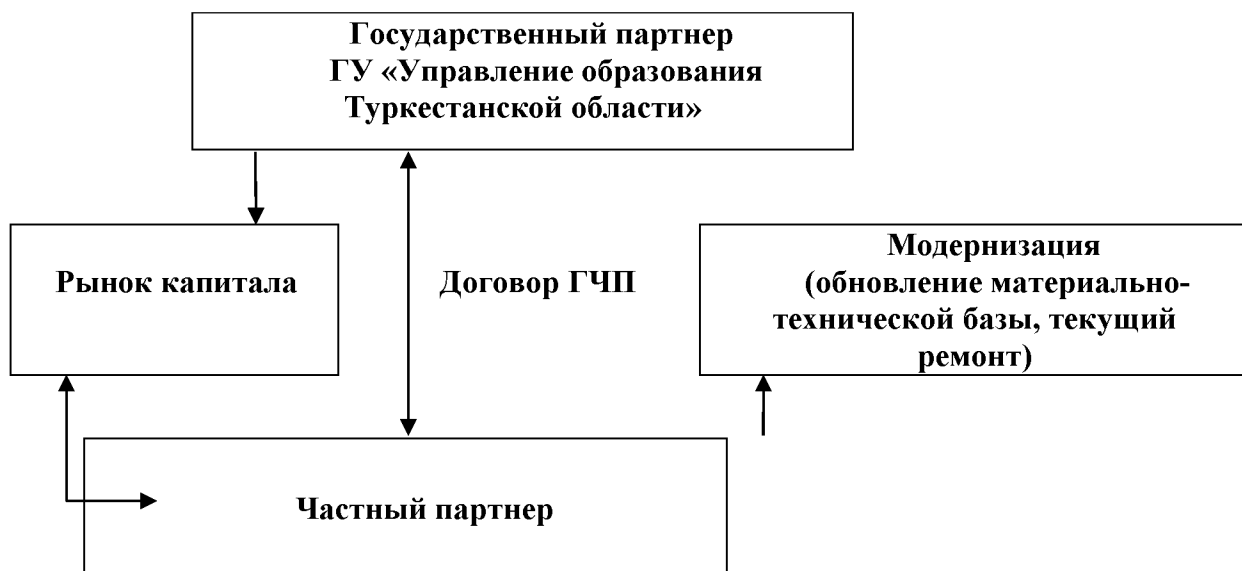 Государственный партнер
ГУ «Управление образования
Туркестанской области»
Рынок капитала
Договор ГЧП
Модернизация
(обновление материально-
технической базы, текущий
ремонт)
Частный партнер